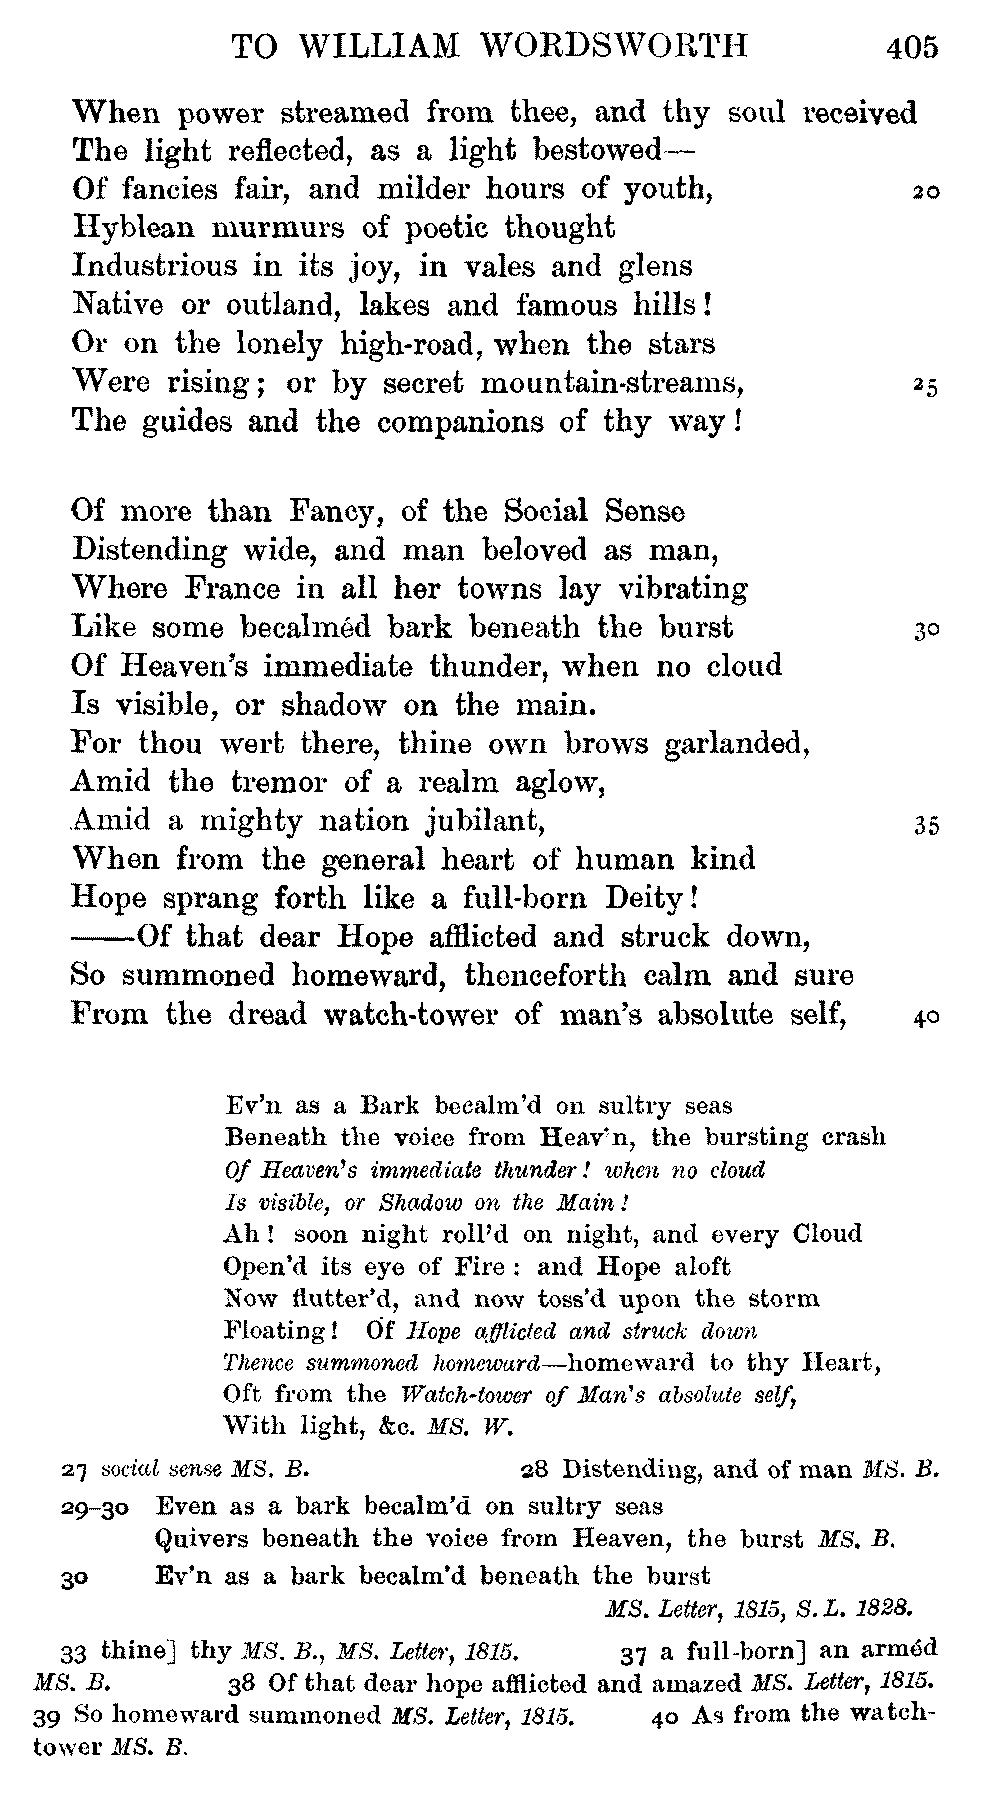 TO WILLIAM WORDSWORTH 405
When power streamed from thee, and thy soul received
The light reflected, as a light bestowed—
Of fancies fair, and milder hours of youth, 20
Hyblean murmurs of poetic thought
Industrious in its joy, in vales and glens
Native or outland, lakes and famous hills!
Or on the lonely high-road, when the stars
Were rising; or by secret mountain-streams, 25
The guides and the companions of thy way!
Of more than Fancy, of the Social Sense
Distending wide, and man beloved as man,
Where France in all her towns lay vibrating
Like some becalméd bark beneath the burst 30
Of Heaven's immediate thunder, when no cloud
Is visible, or shadow on the main.
For thou wert there, thine own brows garlanded,
Amid the tremor of a realm aglow,
Amid a mighty nation jubilant, 35
When from the general heart of human kind
Hope sprang forth like a full-born Deity!
——Of that dear Hope afflicted and struck down,
So summoned homeward, thenceforth calm and sure
From the dread watch-tower of man's absolute self, 40
Ev'n as a Bark becalm'd on sultry seas
Beneath the voice from Heav'n, the bursting crash
Of Heaven's immediate thunder! when no cloud
Is visible, or Shadow on the Main!
Ah! soon night roll'd on night, and every Cloud
Open'd its eye of Fire: and Hope aloft
Now flutter'd, and now toss'd upon the storm
Floating! Of Hope afflicted and struck down
Thence summoned homeward—homeward to thy Heart,
Oft from the Watch-tower of Man's absolute self,
With light, &c. MS. W.
27 social sense MS. B. 28 Distending, and of man MS. B.
29-30 Even as a bark becalm'd on sultry seas
Quivers beneath the voice from Heaven, the burst MS. B.
30 Ev'n as a bark becalm'd beneath the burst
MS. Letter, 1815, S. L. 1828.
33 thine] thy MS. B., MS. Letter, 1815. 37 a full-born] an arméd
MS. B. 38 Of that dear hope afflicted and amazed MS. Letter, 1815.
39 So homeward summoned MS. Letter, 1815. 40 As from the watch-
tower MS. B.